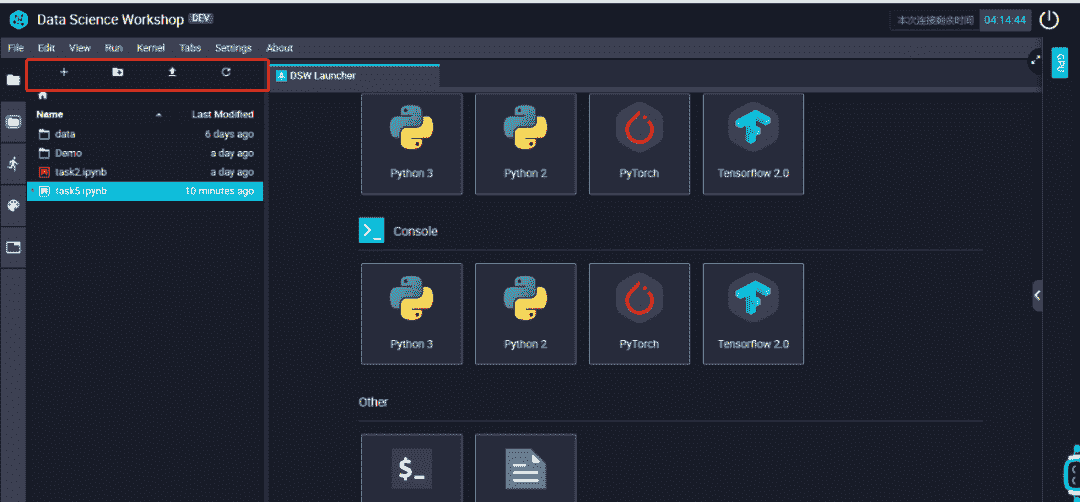 Data Science Workshop DEV
本次连接剩余时间 04:14:44
File Edit View Run Kernel Tabs Settings About
GPU
DSW Launcher
Name Last Modified
data 6 days ago
Demo a day ago
task2.ipynb a day ago
task5.ipynb 10 minutes ago
Python 3 Python 2 PyTorch Tensorflow 2.0
Console
Python 3 Python 2 PyTorch Tensorflow 2.0
Other
$_